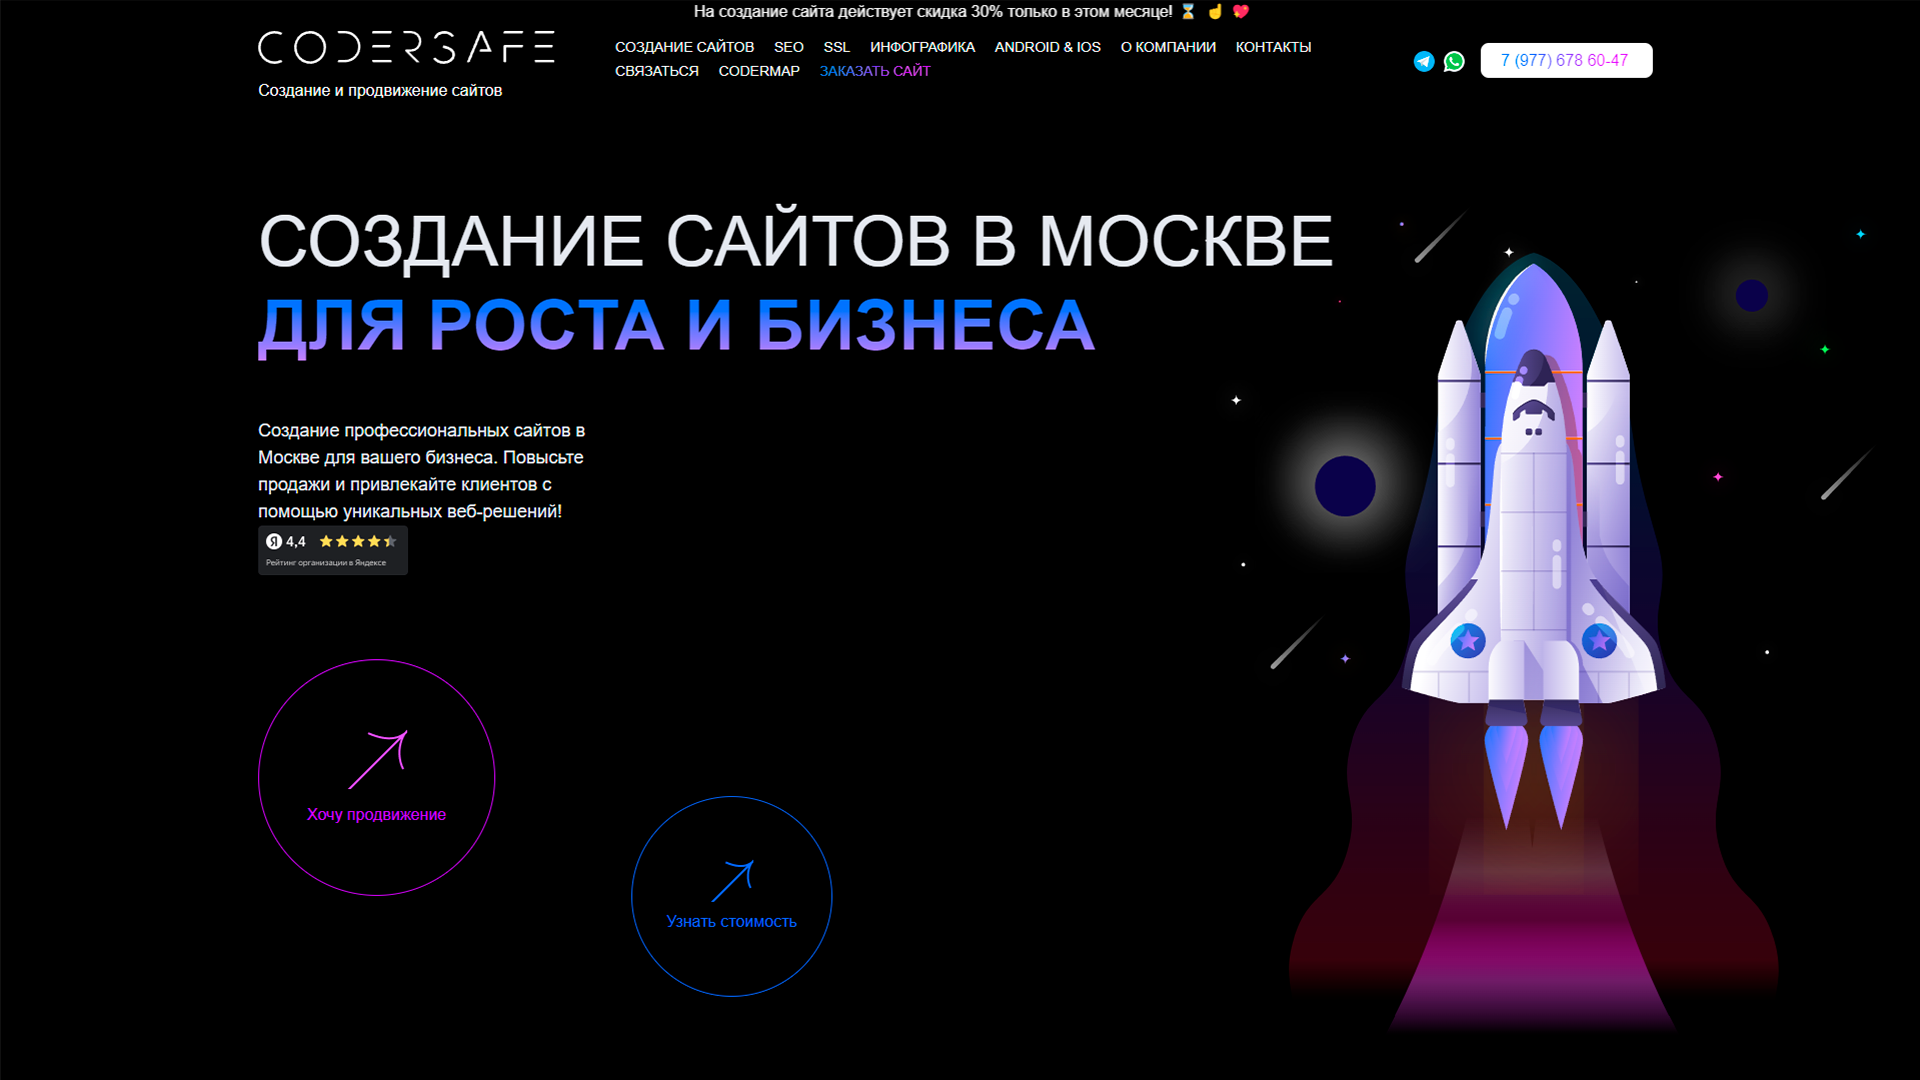 На создание сайта действует скидка 30% только в этом месяце! ⌛ ☝ 💖
CODERSAFE
Создание и продвижение сайтов
СОЗДАНИЕ САЙТОВ SEO SSL ИНФОГРАФИКА ANDROID & IOS О КОМПАНИИ КОНТАКТЫ
СВЯЗАТЬСЯ CODERMAP ЗАКАЗАТЬ САЙТ
7 (977) 678 60-47
СОЗДАНИЕ САЙТОВ В МОСКВЕ
ДЛЯ РОСТА И БИЗНЕСА
Создание профессиональных сайтов в
Москве для вашего бизнеса. Повысьте
продажи и привлекайте клиентов с
помощью уникальных веб-решений!
Я 4,4
Рейтинг организации в Яндексе
Хочу продвижение
Узнать стоимость